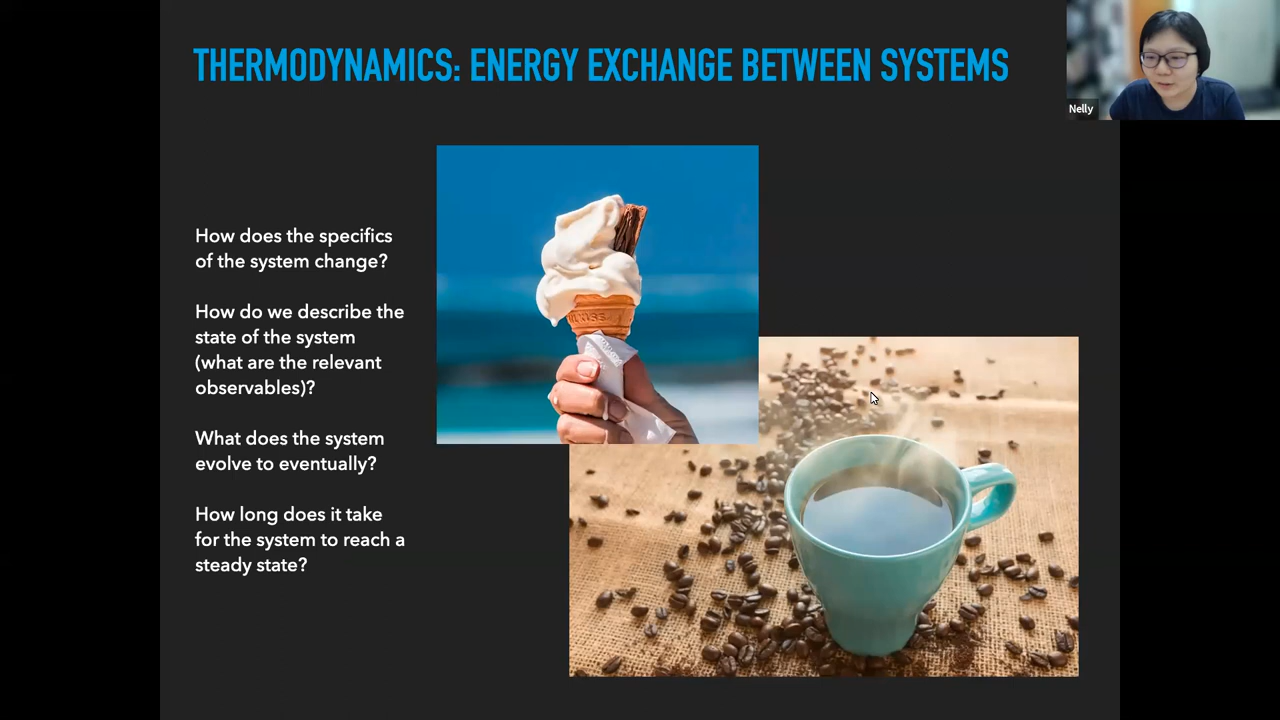 THERMODYNAMICS: ENERGY EXCHANGE BETWEEN SYSTEMS
Nelly
How does the specifics
of the system change?
How do we describe the
state of the system
(what are the relevant
observables)?
What does the system
evolve to eventually?
How long does it take
for the system to reach a
steady state?